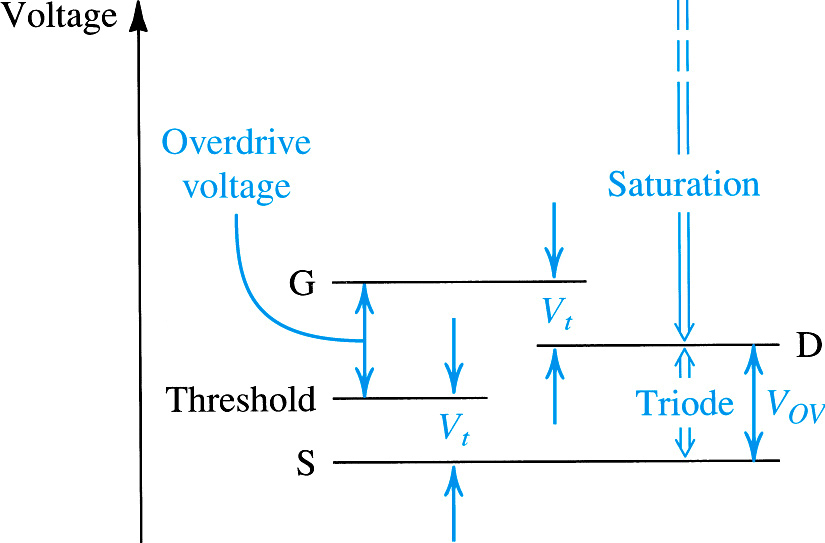 Voltage
Overdrive
voltage
Saturation
G
V_t
D
Threshold
Triode
V_OV
V_t
S